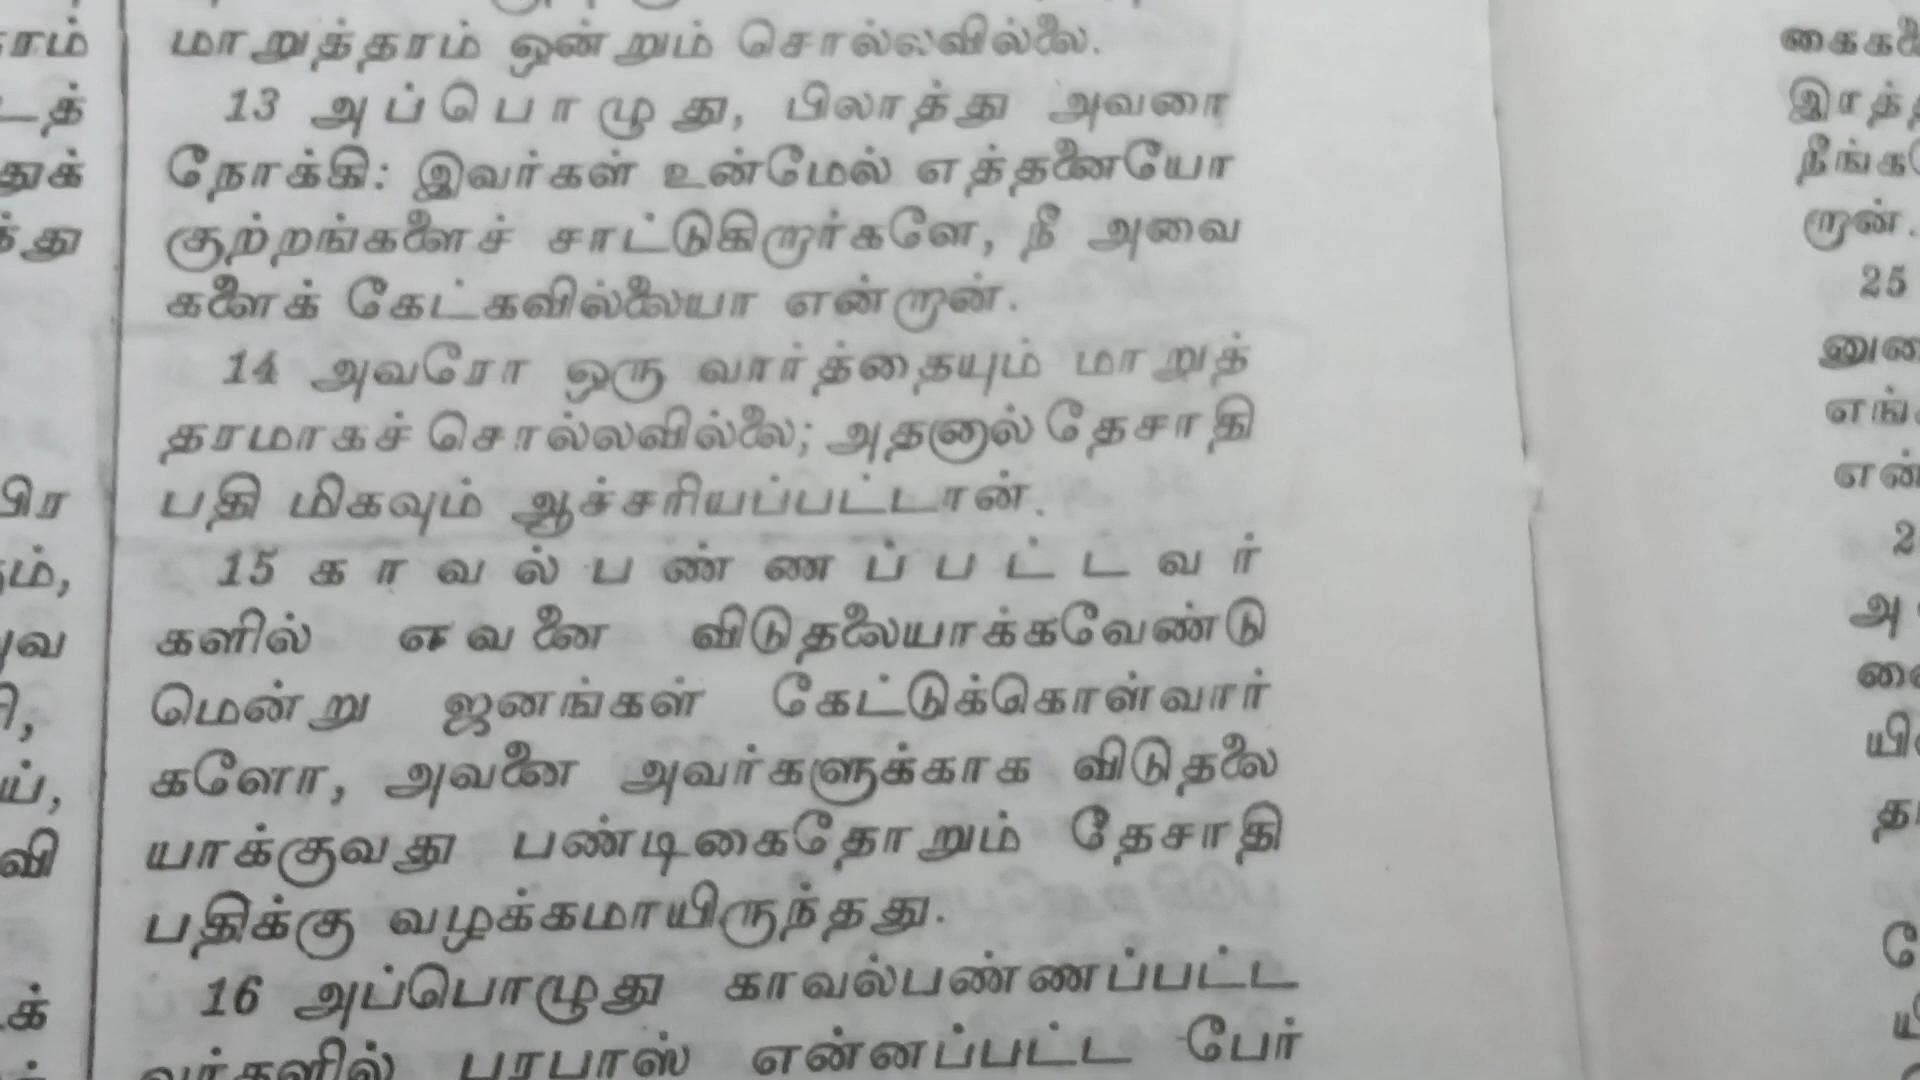 மாறுத்தரம் ஒன்றும் சொல்லவில்லை.
13 அப்பொழுது, பிலாத்து அவரை
நோக்கி: இவர்கள் உன்மேல் எத்தனையோ
குற்றங்களைச் சாட்டுகிறார்களே, நீ அவை
களைக் கேட்கவில்லையா என்றான்.
14 அவரோ ஒரு வார்த்தையும் மாறுத்
தரமாகச் சொல்லவில்லை; அதனால் தேசாதி
பதி மிகவும் ஆச்சரியப்பட்டான்.
15 காவல்பண்ணப்பட்டவர்
களில் எவனை விடுதலையாக்கவேண்டு
மென்று ஜனங்கள் கேட்டுக்கொள்வார்
களோ, அவனை அவர்களுக்காக விடுதலை
யாக்குவது பண்டிகைதோறும் தேசாதி
பதிக்கு வழக்கமாயிருந்தது.
16 அப்பொழுது காவல்பண்ணப்பட்ட
வர்களில் பரபாஸ் என்னப்பட்ட பேர்
றான்.
25